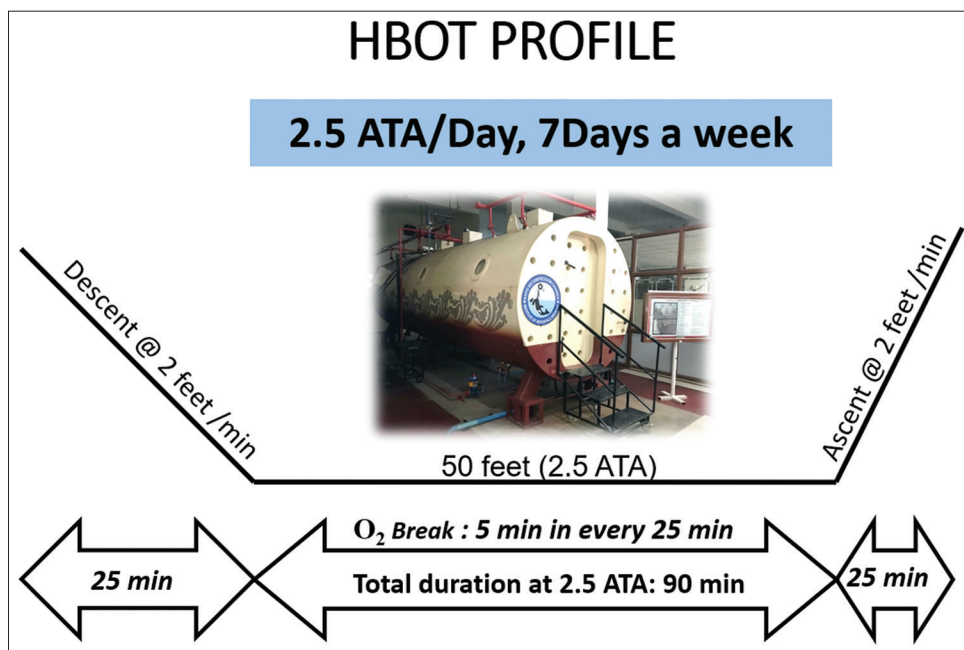 HBOT PROFILE
2.5 ATA/Day, 7Days a week
Descent @ 2 feet /min
Ascent @ 2 feet /min
50 feet (2.5 ATA)
O₂ Break : 5 min in every 25 min
25 min
Total duration at 2.5 ATA: 90 min
25 min